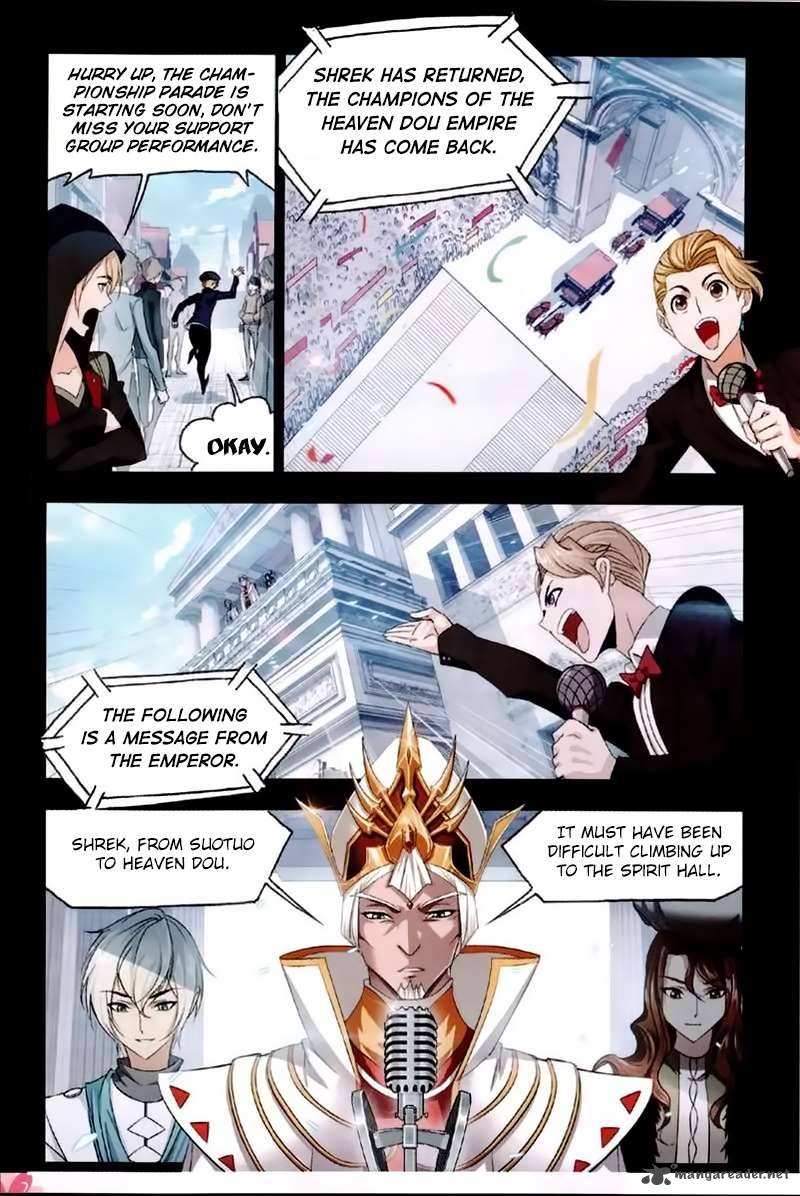 HURRY UP, THE CHAM-
PIONSHIP PARADE IS
STARTING SOON, DON'T
MISS YOUR SUPPORT
GROUP PERFORMANCE.
SHREK HAS RETURNED,
THE CHAMPIONS OF THE
HEAVEN DOU EMPIRE
HAS COME BACK.
OKAY.
THE FOLLOWING
IS A MESSAGE FROM
THE EMPEROR.
SHREK, FROM SUOTUO
TO HEAVEN DOU.
IT MUST HAVE BEEN
DIFFICULT CLIMBING UP
TO THE SPIRIT HALL.
2
mangareader.net